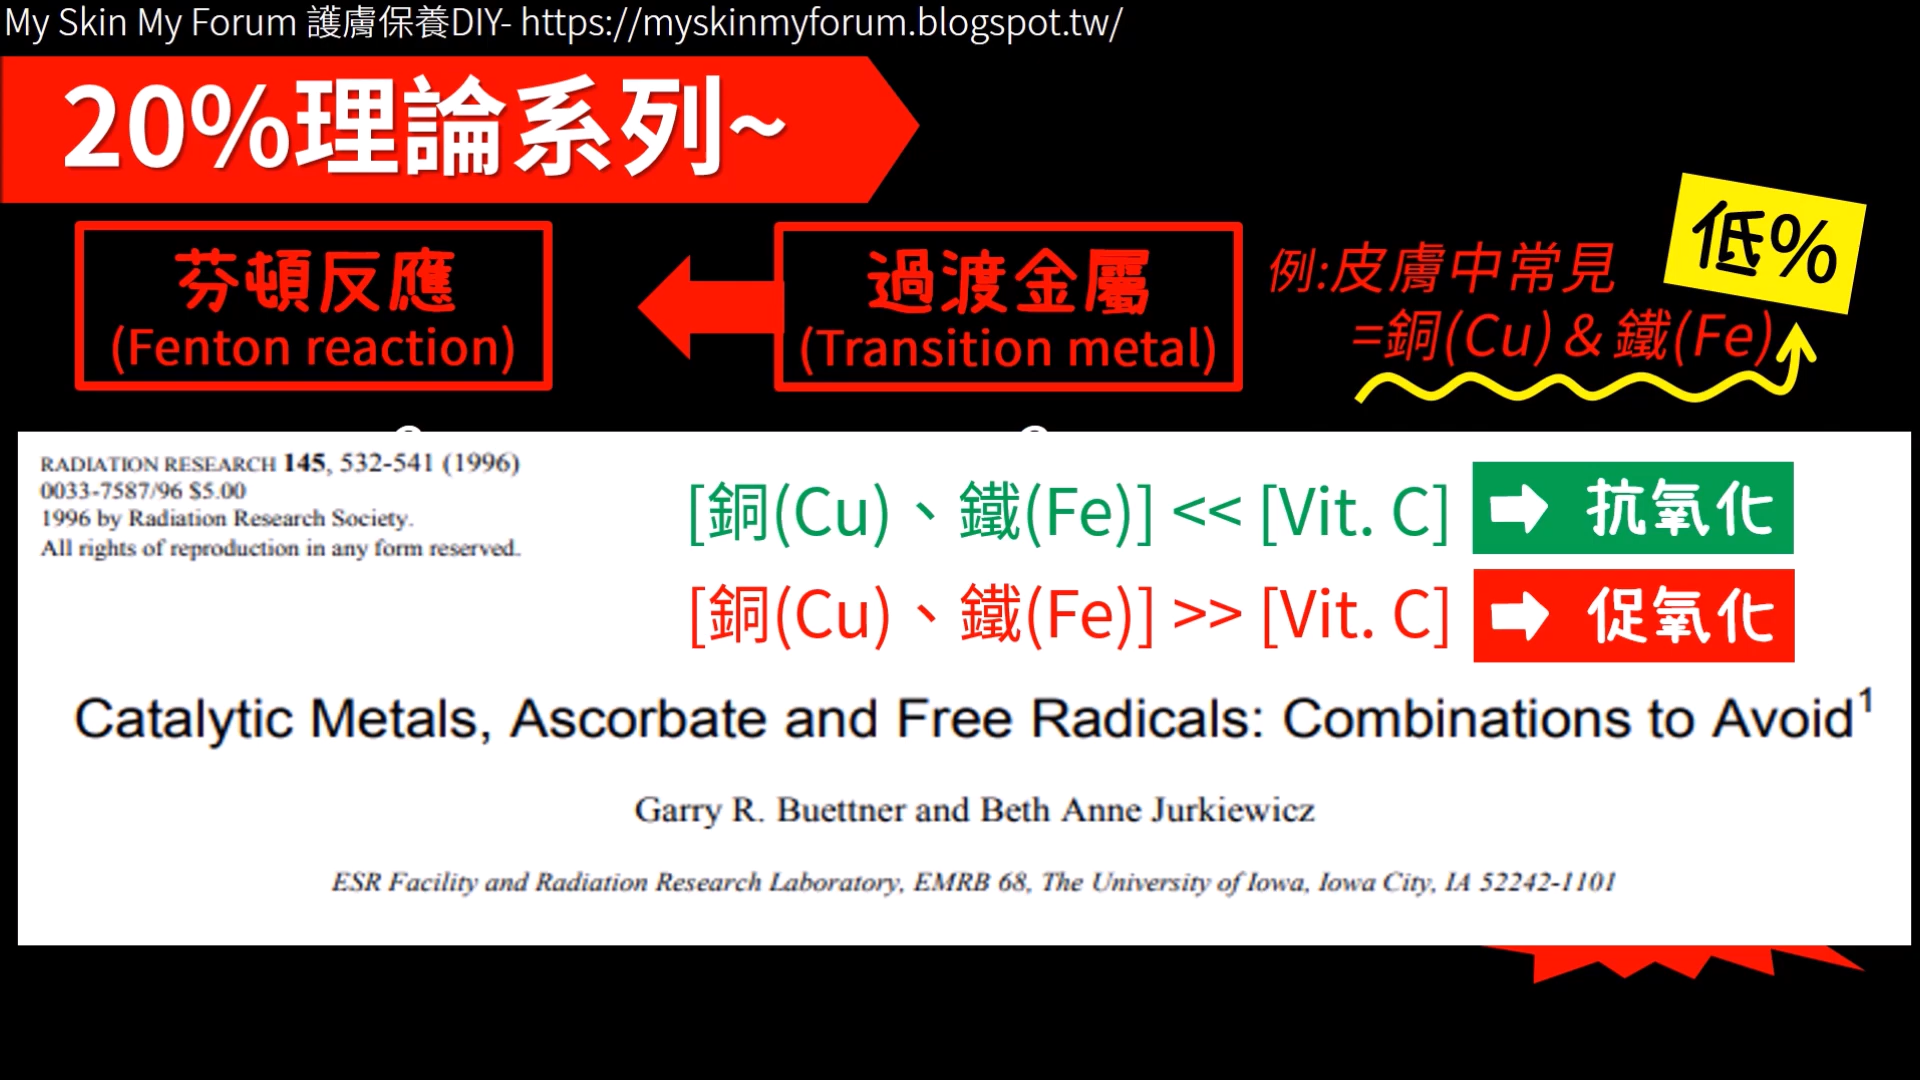 My Skin My Forum 護膚保養DIY- https://myskinmyforum.blogspot.tw/
20%理論系列~
芬頓反應
(Fenton reaction)
過渡金屬
(Transition metal)
例:皮膚中常見
=銅(Cu) & 鐵(Fe)
低%
RADIATION RESEARCH 145, 532-541 (1996)
0033-7587/96 $5.00
1996 by Radiation Research Society.
All rights of reproduction in any form reserved.
[銅(Cu)、鐵(Fe)] << [Vit. C] 抗氧化
[銅(Cu)、鐵(Fe)] >> [Vit. C] 促氧化
Catalytic Metals, Ascorbate and Free Radicals: Combinations to Avoid¹
Garry R. Buettner and Beth Anne Jurkiewicz
ESR Facility and Radiation Research Laboratory, EMRB 68, The University of Iowa, Iowa City, IA 52242-1101